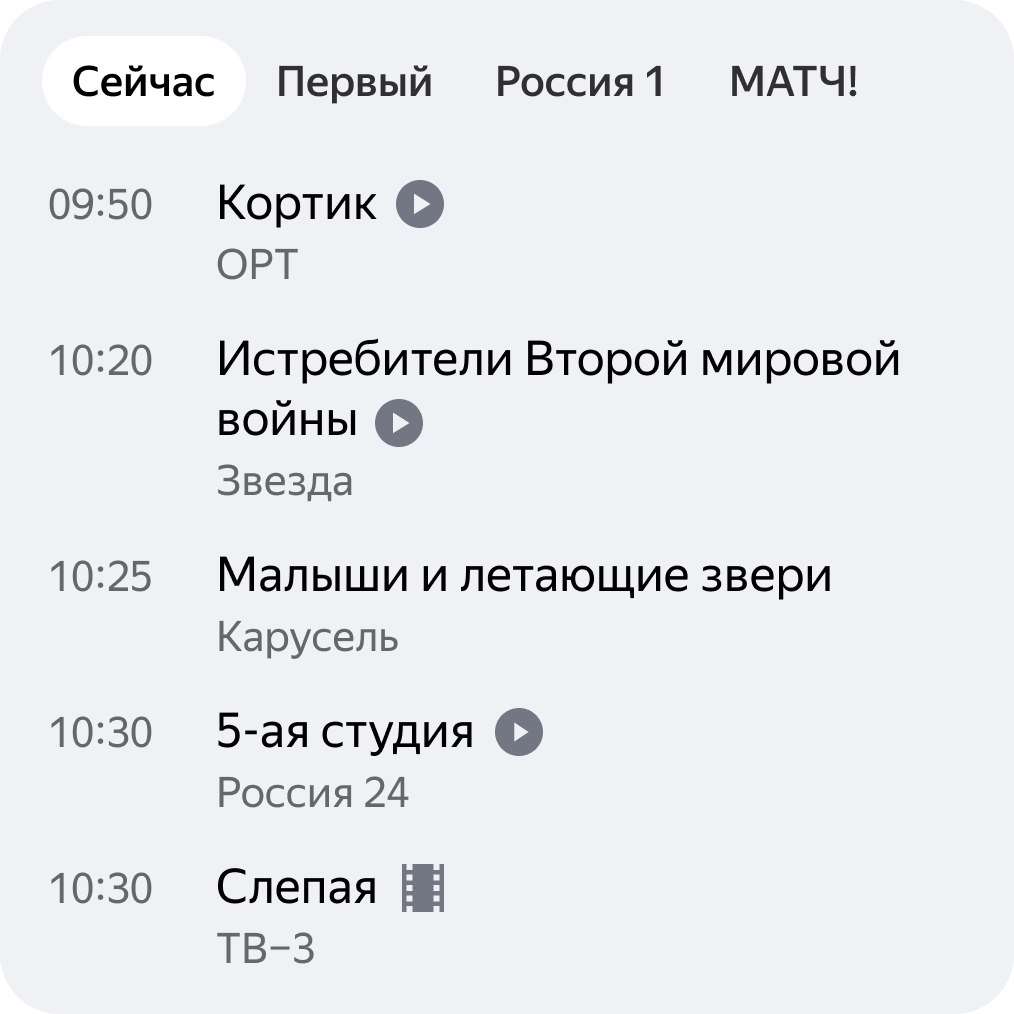 Сейчас Первый Россия 1 МАТЧ!
09:50 Кортик
ОРТ
10:20 Истребители Второй мировой
войны
Звезда
10:25 Малыши и летающие звери
Карусель
10:30 5-ая студия
Россия 24
10:30 Слепая
ТВ−3